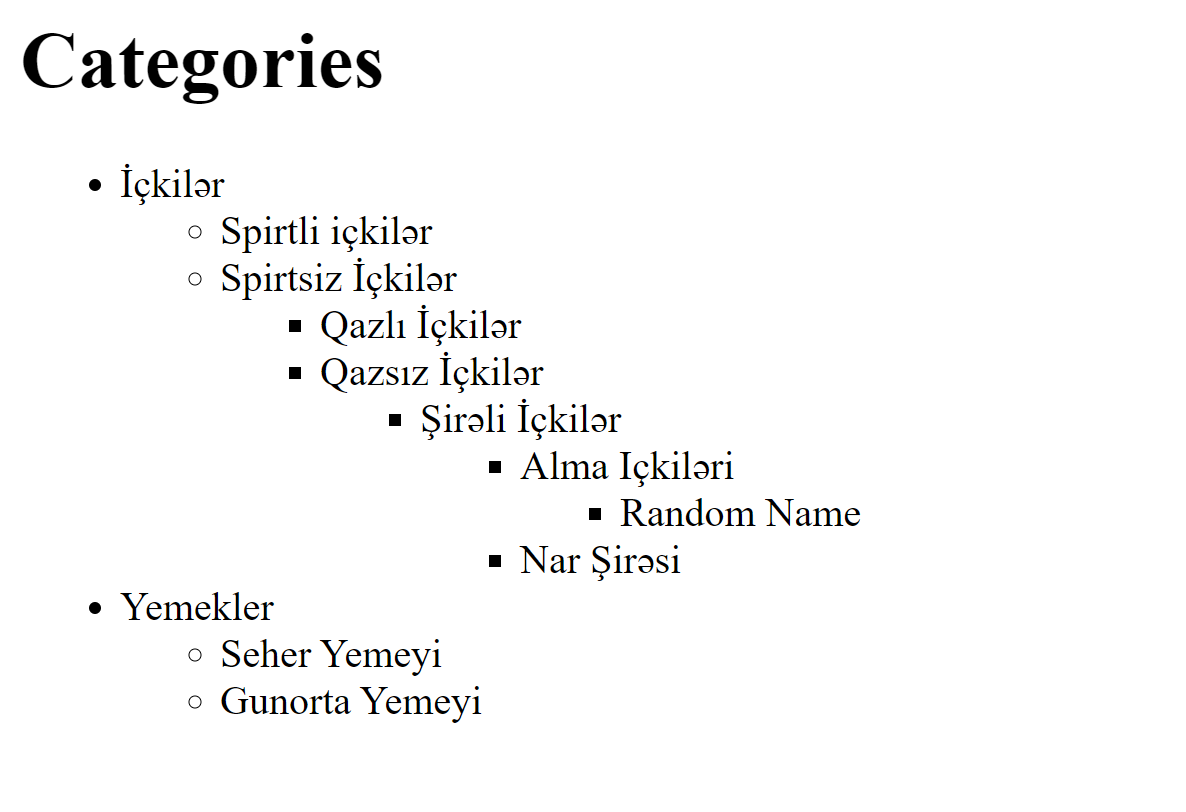 Categories
İçkilər
Spirtli içkilər
Spirtsiz İçkilər
Qazlı İçkilər
Qazsız İçkilər
Şirəli İçkilər
Alma Içkiləri
Random Name
Nar Şirəsi
Yemekler
Seher Yemeyi
Gunorta Yemeyi